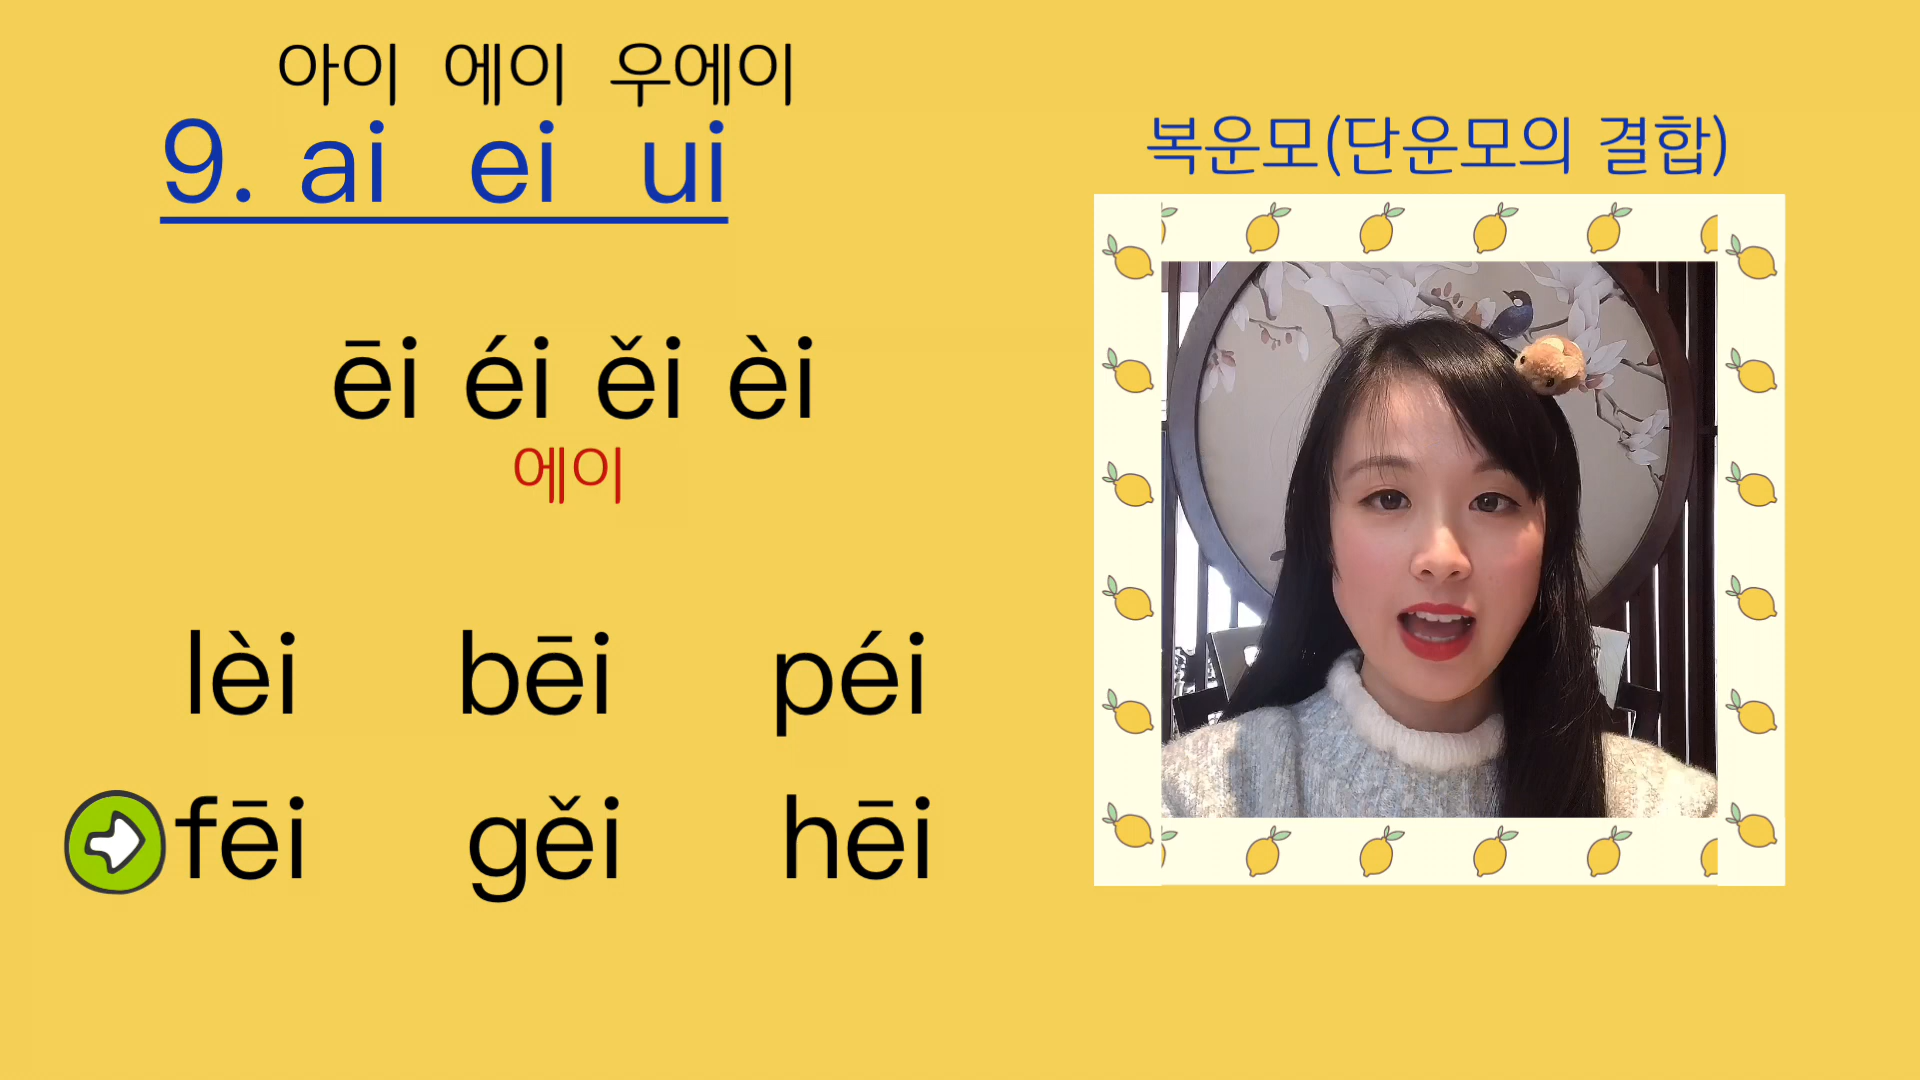 아이 에이 우에이
9. ai ei ui
복운모(단운모의 결합)
ēi éi ěi èi
에이
lèi bēi péi
fēi gěi hēi